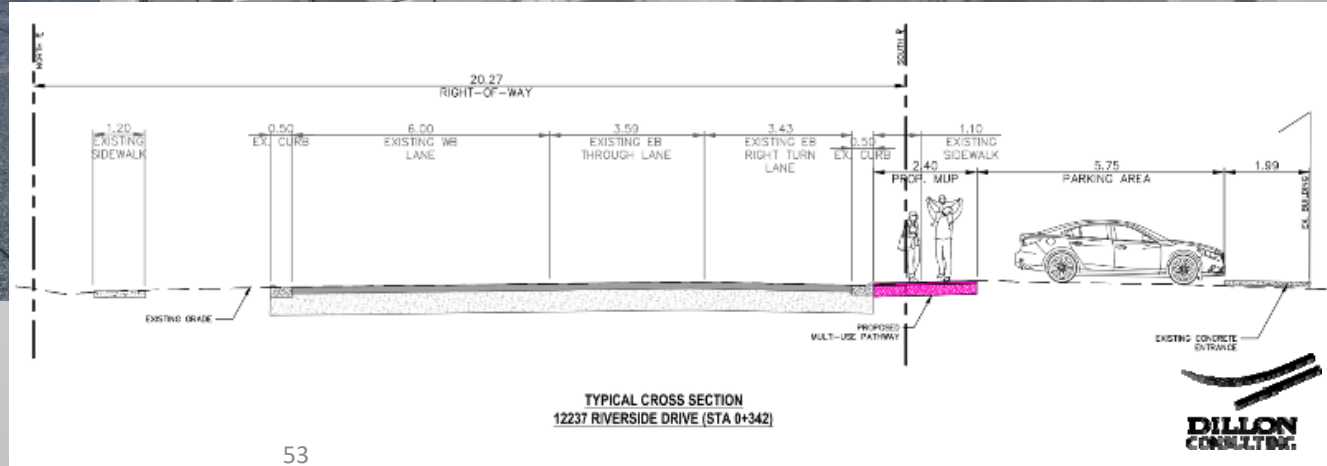 NORTH ℄
SOUTH ℄
20.27
RIGHT-OF-WAY
1.20
EXISTING
SIDEWALK
0.50
EX. CURB
6.00
EXISTING WB
LANE
3.59
EXISTING EB
THROUGH LANE
3.43
EXISTING EB
RIGHT TURN
LANE
0.50
EX. CURB
1.10
EXISTING
SIDEWALK
2.40
PROP. MUP
5.75
PARKING AREA
1.99
EX. BUILDING
EXISTING GRADE
PROPOSED
MULTI-USE PATHWAY
EXISTING CONCRETE
ENTRANCE
TYPICAL CROSS SECTION
12237 RIVERSIDE DRIVE (STA 0+342)
DILLON
CONSULTING
53